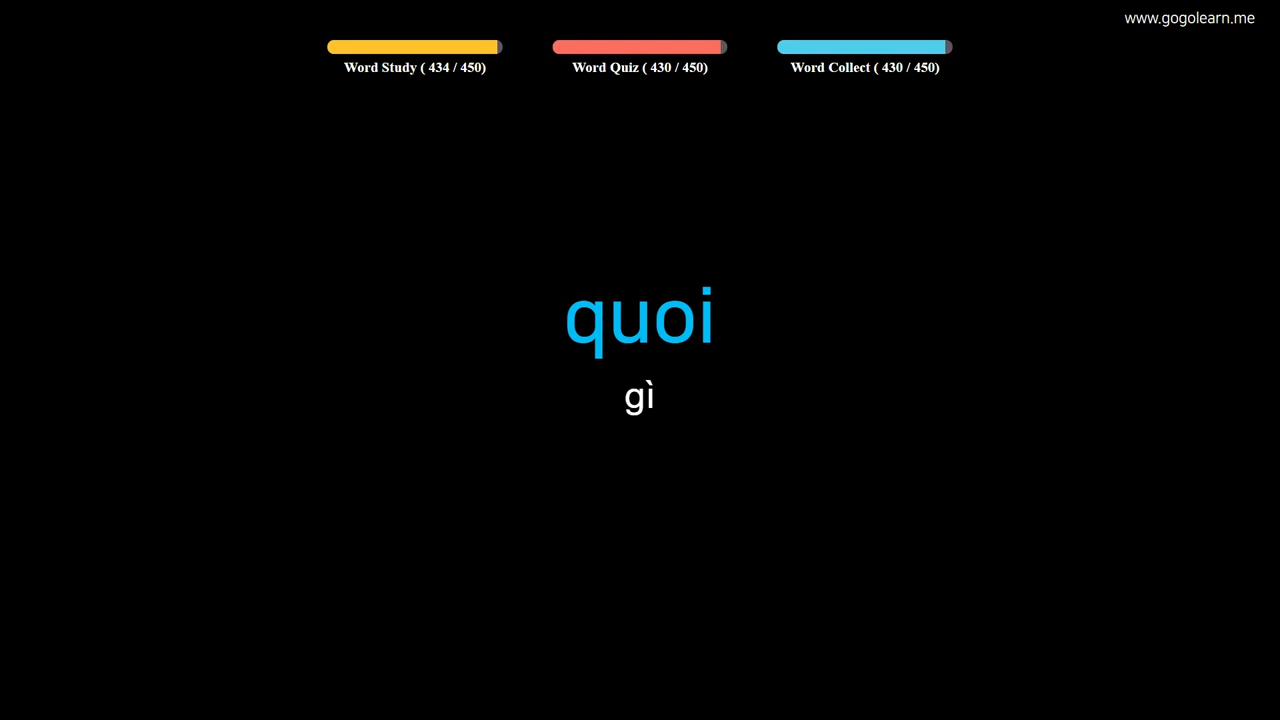 www.gogolearn.me
Word Study ( 434 / 450)
Word Quiz ( 430 / 450)
Word Collect ( 430 / 450)
quoi
gì